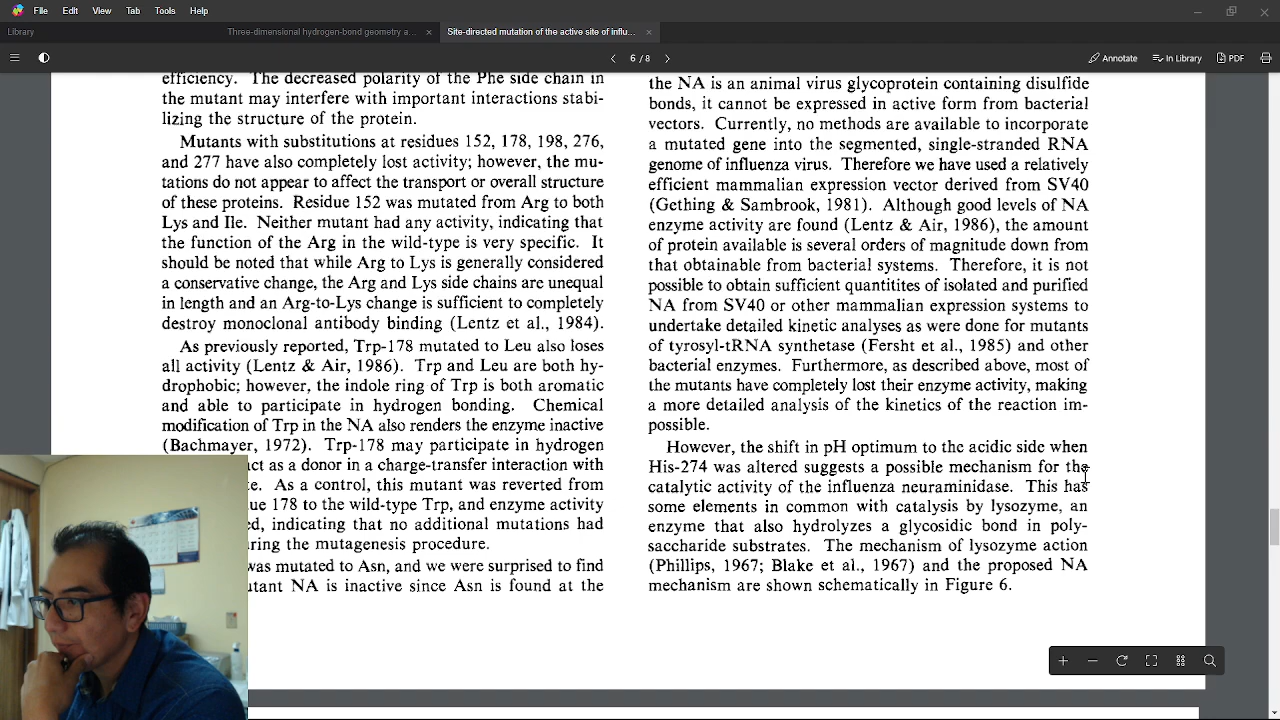 File Edit View Tools Help
Library
Three-dimensional hydrogen-bond geometry a...
Site-directed mutation of the active site of influ...
6 / 8
Annotate
In Library
PDF
efficiency. The decreased polarity of the Phe side chain in
the mutant may interfere with important interactions stabi-
lizing the structure of the protein.
Mutants with substitutions at residues 152, 178, 198, 276,
and 277 have also completely lost activity; however, the mu-
tations do not appear to affect the transport or overall structure
of these proteins. Residue 152 was mutated from Arg to both
Lys and Ile. Neither mutant had any activity, indicating that
the function of the Arg in the wild-type is very specific. It
should be noted that while Arg to Lys is generally considered
a conservative change, the Arg and Lys side chains are unequal
in length and an Arg-to-Lys change is sufficient to completely
destroy monoclonal antibody binding (Lentz et al., 1984).
As previously reported, Trp-178 mutated to Leu also loses
all activity (Lentz & Air, 1986). Trp and Leu are both hy-
drophobic; however, the indole ring of Trp is both aromatic
and able to participate in hydrogen bonding. Chemical
modification of Trp in the NA also renders the enzyme inactive
(Bachmayer, 1972). Trp-178 may participate in hydrogen
ct as a donor in a charge-transfer interaction with
e. As a control, this mutant was reverted from
ue 178 to the wild-type Trp, and enzyme activity
d, indicating that no additional mutations had
ring the mutagenesis procedure.
was mutated to Asn, and we were surprised to find
tant NA is inactive since Asn is found at the
the NA is an animal virus glycoprotein containing disulfide
bonds, it cannot be expressed in active form from bacterial
vectors. Currently, no methods are available to incorporate
a mutated gene into the segmented, single-stranded RNA
genome of influenza virus. Therefore we have used a relatively
efficient mammalian expression vector derived from SV40
(Gething & Sambrook, 1981). Although good levels of NA
enzyme activity are found (Lentz & Air, 1986), the amount
of protein available is several orders of magnitude down from
that obtainable from bacterial systems. Therefore, it is not
possible to obtain sufficient quantitites of isolated and purified
NA from SV40 or other mammalian expression systems to
undertake detailed kinetic analyses as were done for mutants
of tyrosyl-tRNA synthetase (Fersht et al., 1985) and other
bacterial enzymes. Furthermore, as described above, most of
the mutants have completely lost their enzyme activity, making
a more detailed analysis of the kinetics of the reaction im-
possible.
However, the shift in pH optimum to the acidic side when
His-274 was altered suggests a possible mechanism for the
catalytic activity of the influenza neuraminidase. This has
some elements in common with catalysis by lysozyme, an
enzyme that also hydrolyzes a glycosidic bond in poly-
saccharide substrates. The mechanism of lysozyme action
(Phillips, 1967; Blake et al., 1967) and the proposed NA
mechanism are shown schematically in Figure 6.